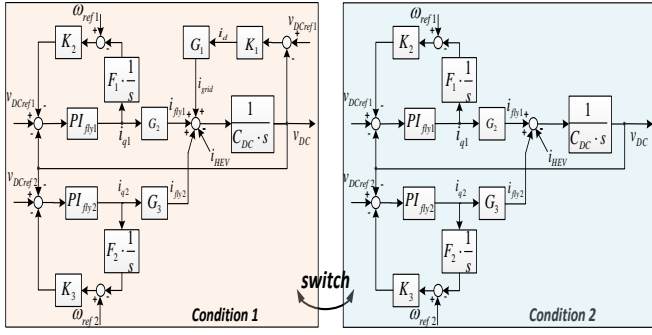 ω_ref1
K_2
F_1 · 1/s
G_1
i_d
K_1
v_DCref1
v_DCref1
i_grid
PI_fly1
i_q1
G_2
i_fly1
1/(C_DC · s)
v_DC
i_HEV
v_DCref2
PI_fly2
i_q2
G_3
i_fly2
F_2 · 1/s
K_3
ω_ref2
Condition 1
switch
ω_ref1
K_2
F_1 · 1/s
v_DCref1
PI_fly1
i_q1
G_2
i_fly1
1/(C_DC · s)
v_DC
i_HEV
v_DCref2
PI_fly2
i_q2
G_3
i_fly2
F_2 · 1/s
K_3
ω_ref2
Condition 2